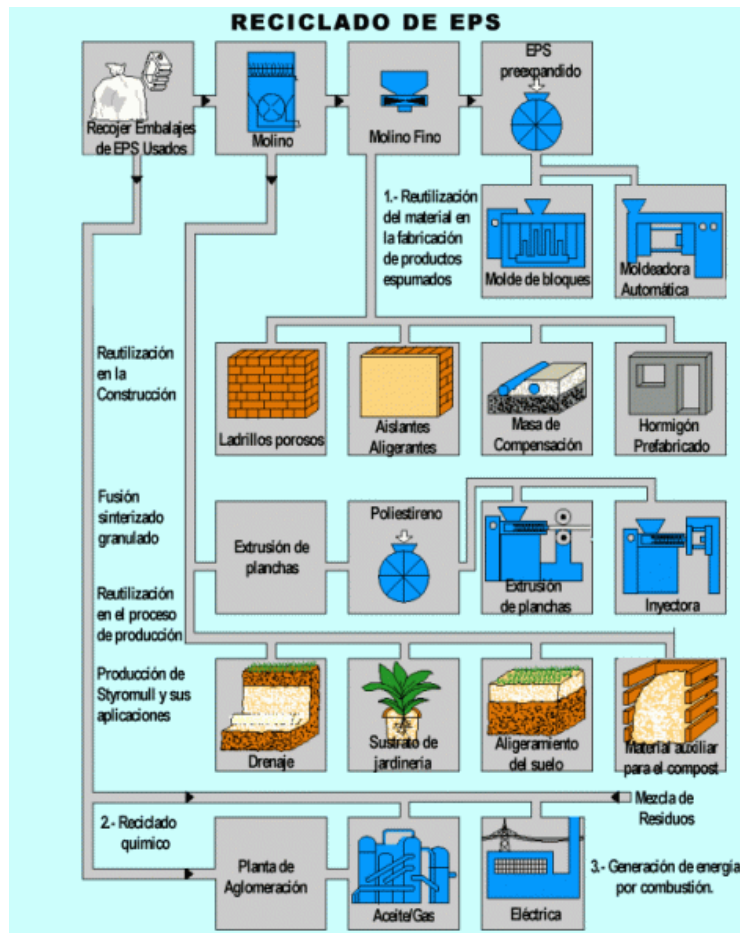 RECICLADO DE EPS
Recojer Embalajes
de EPS Usados
Molino
Molino Fino
EPS
preexpandido
1.- Reutilización
del material en
la fabricación
de productos
espumados
Molde de bloques
Moldeadora
Automática
Reutilización
en la
Construcción
Ladrillos porosos
Aislantes
Aligerantes
Masa de
Compensación
Hormigón
Prefabricado
Fusión
sinterizado
granulado
Extrusión de
planchas
Poliestireno
Extrusión
de planchas
Inyectora
Reutilización
en el proceso
de producción
Producción de
Styromull y sus
aplicaciones
Drenaje
Sustrato de
jardinería
Aligeramiento
del suelo
Material auxiliar
para el compost
Mezcla de
Residuos
2.- Reciclado
químico
Planta de
Aglomeración
Aceite/Gas
Eléctrica
3.- Generación de energía
por combustión.